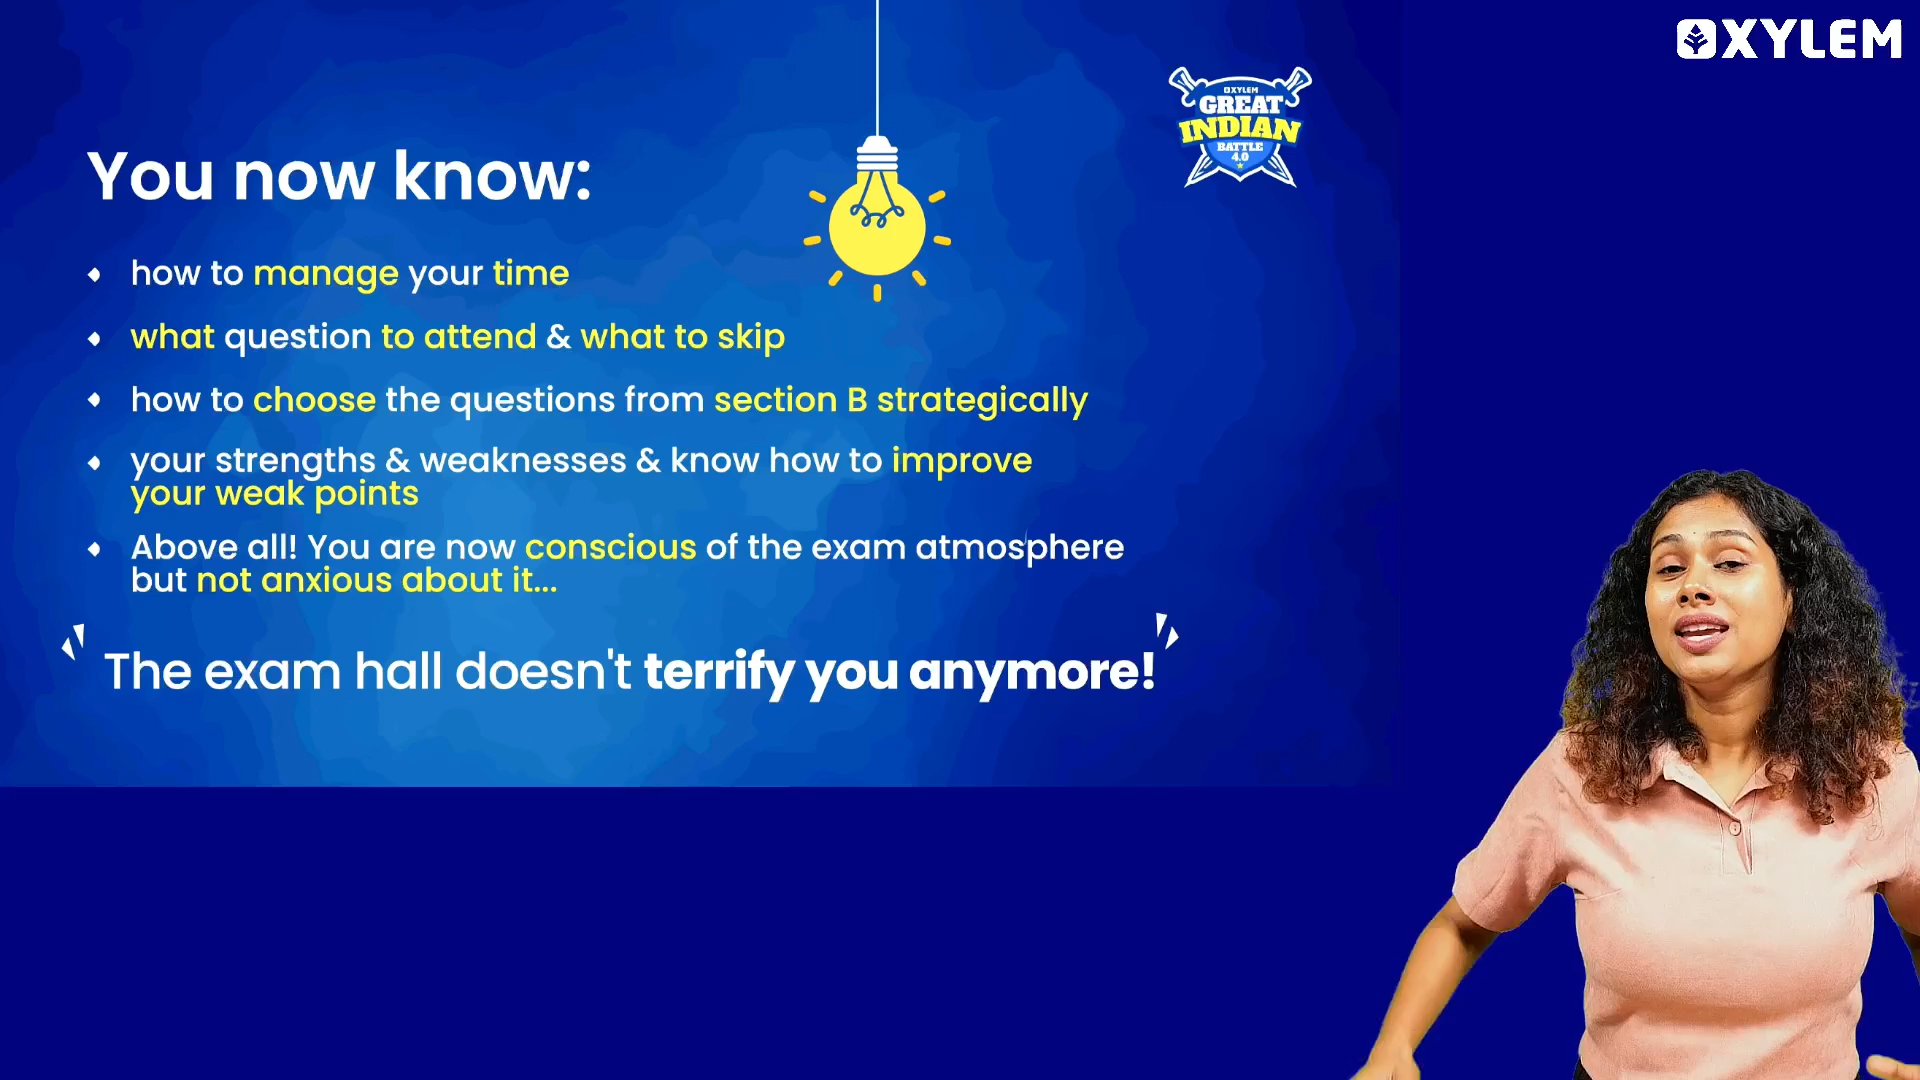 XYLEM
XYLEM
GREAT
INDIAN
BATTLE
4.0
You now know:
how to manage your time
what question to attend & what to skip
how to choose the questions from section B strategically
your strengths & weaknesses & know how to improve
your weak points
Above all! You are now conscious of the exam atmosphere
but not anxious about it...
"The exam hall doesn't terrify you anymore!"